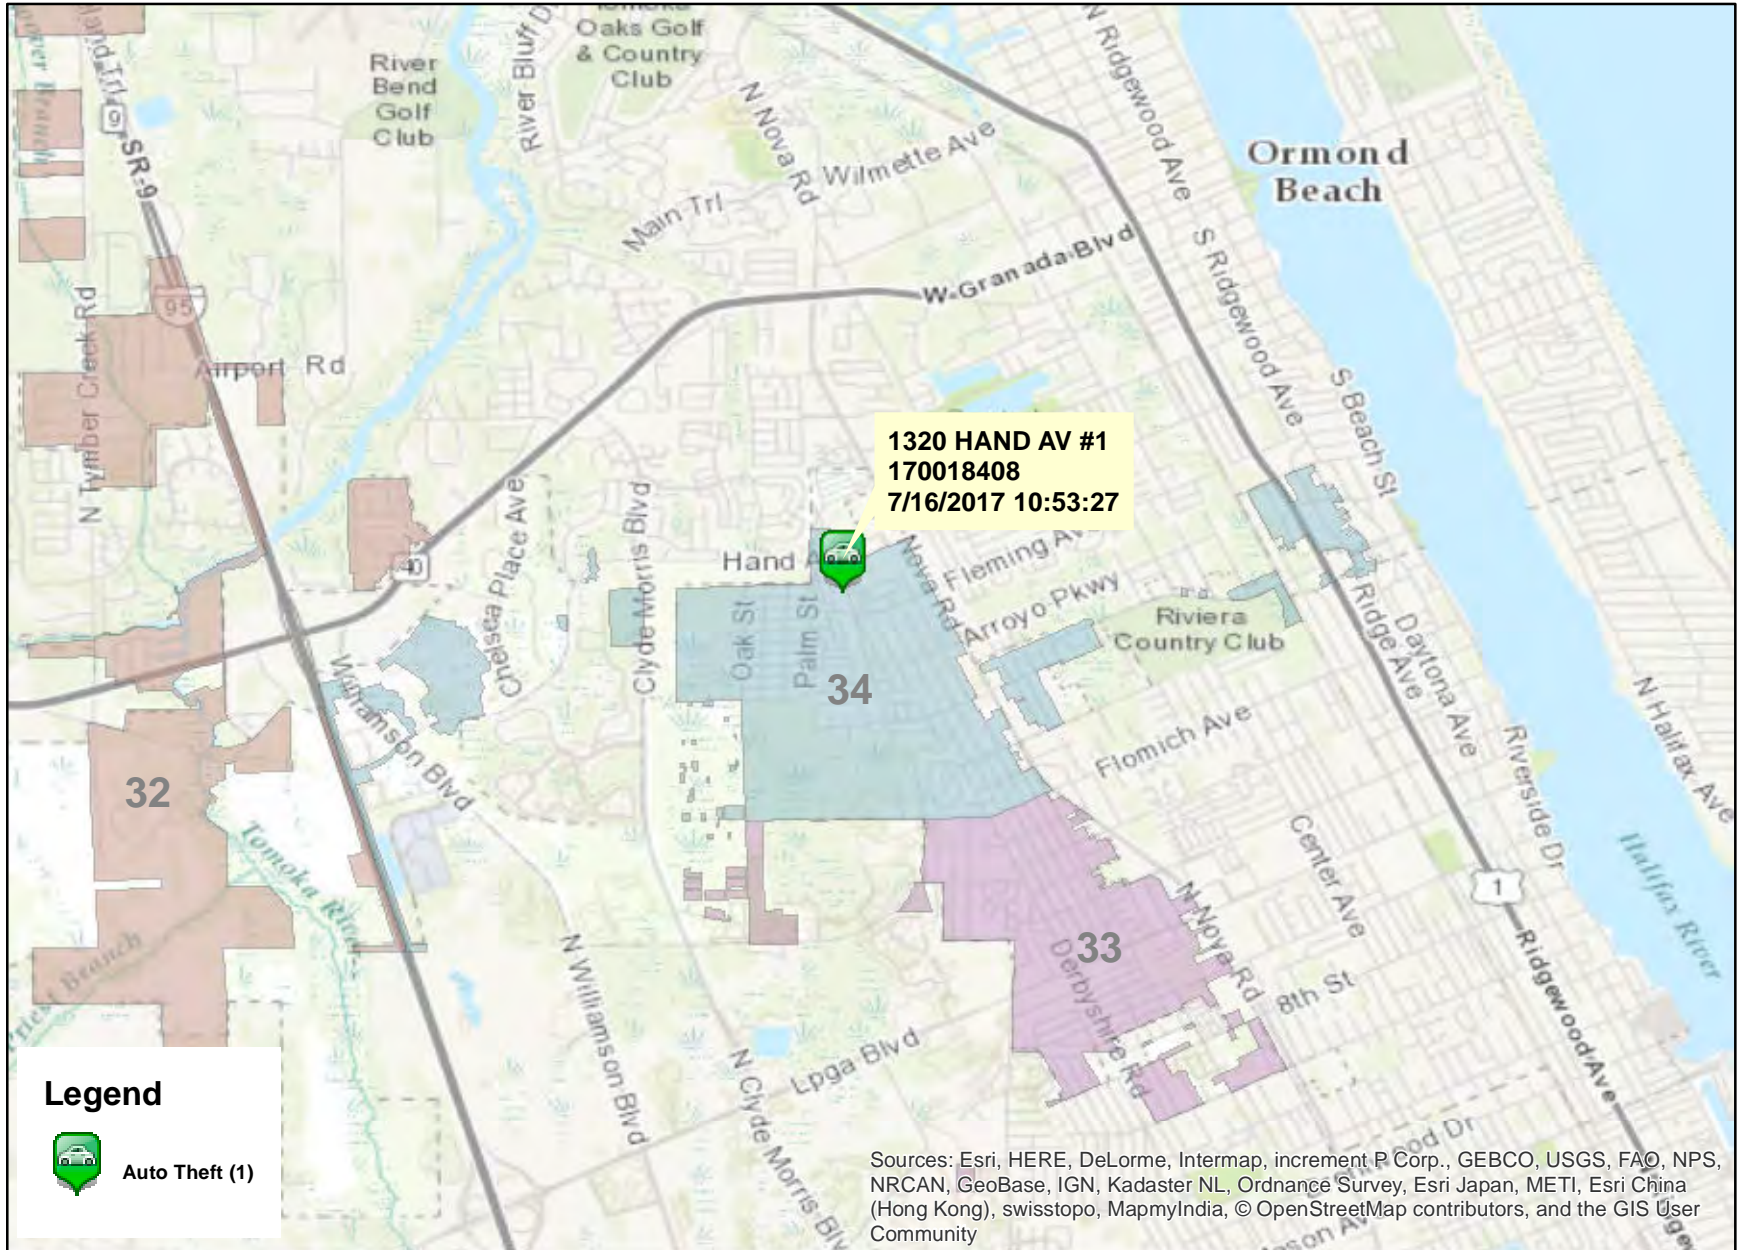 Tomoka
Oaks Golf
& Country
Club
River
Bend
Golf
Club
River Bluff Dr
N Nova Rd
Wilmette Ave
Main Trl
N Ridgewood Ave
Ormond
Beach
SR-9
W Granada Blvd
S Ridgewood Ave
95
Airport Rd
N Tymber Creek Rd
S Beach St
1320 HAND AV #1
170018408
7/16/2017 10:53:27
Hand
Nova Rd
Fleming Ave
Arroyo Pkwy
Riviera
Country Club
40
Chelsea Place Ave
Clyde Morris Blvd
Oak St
Palm St
34
Ridge Ave
Daytona Ave
N Halifax Ave
Williamson Blvd
Flomich Ave
Riverside Dr
32
Tomoka River
Center Ave
Halifax River
1
Priest Branch
33
Derbyshire Rd
N Nova Rd
8th St
Ridgewood Ave
N Williamson Blvd
Lpga Blvd
N Clyde Morris Blvd
Legend
Auto Theft (1)
Sources: Esri, HERE, DeLorme, Intermap, increment P Corp., GEBCO, USGS, FAO, NPS,
NRCAN, GeoBase, IGN, Kadaster NL, Ordnance Survey, Esri Japan, METI, Esri China
(Hong Kong), swisstopo, MapmyIndia, © OpenStreetMap contributors, and the GIS User
Community